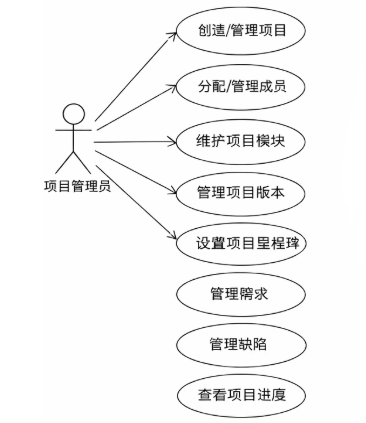 创造/管理项目
分配/管理成员
维护项目模块
项目管理员
管理项目版本
设置项目里程碑
管理需求
管理缺陷
查看项目进度